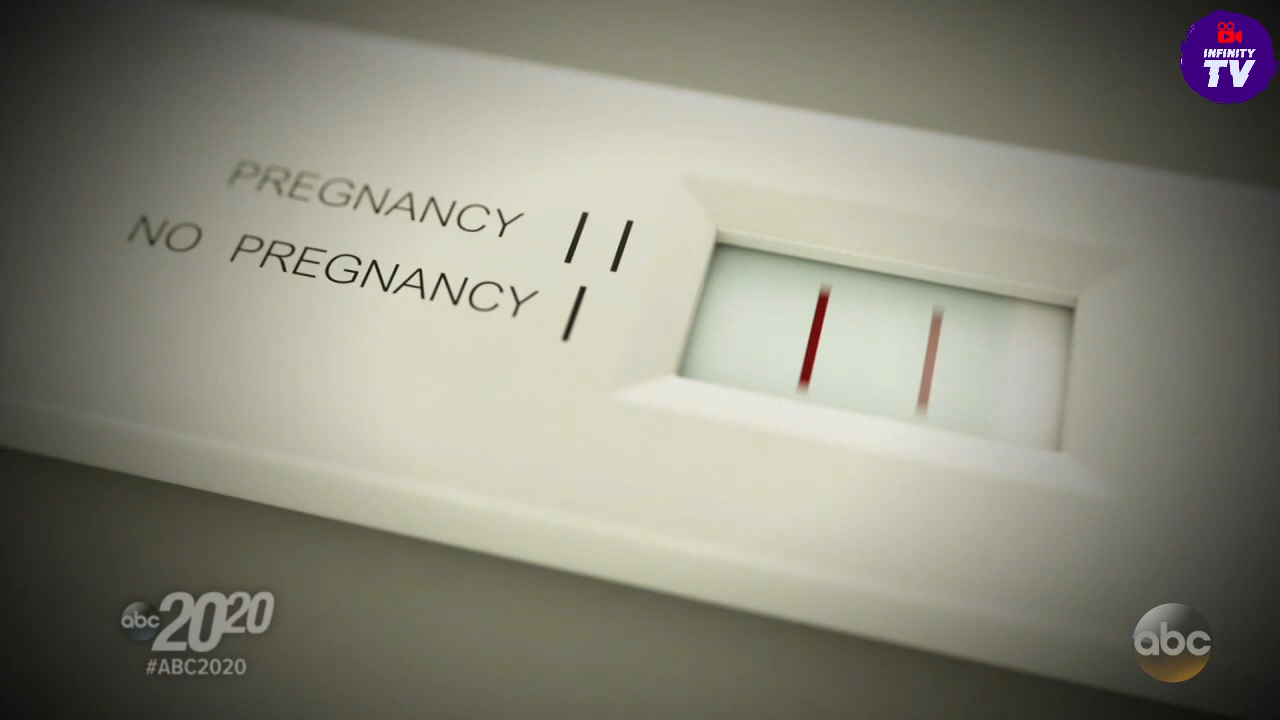 INFINITY
TV
PREGNANCY ||
NO PREGNANCY |
abc 20/20
#ABC2020
abc